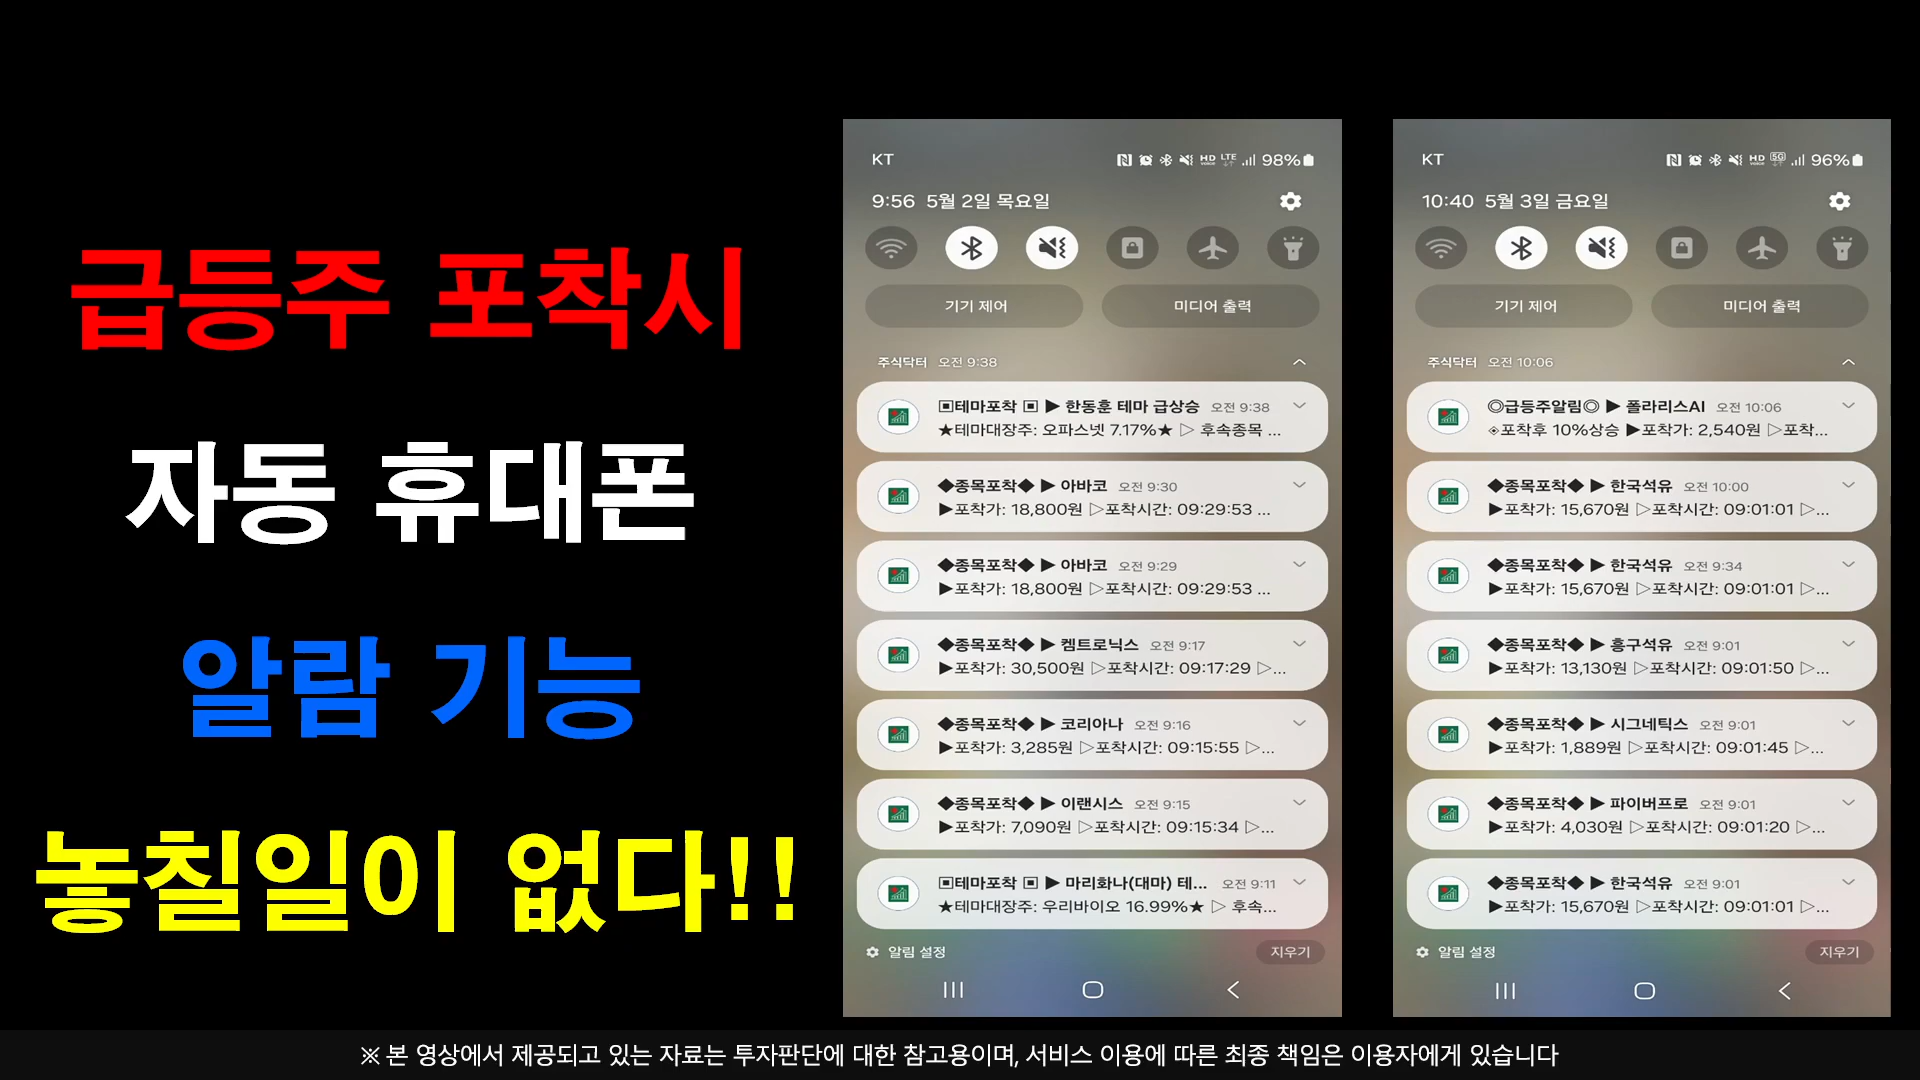 급등주 포착시
자동 휴대폰
알람 기능
놓칠일이 없다!!
KT
HD LTE 98%
9:56 5월 2일 목요일
기기 제어
미디어 출력
주식닥터 오전 9:38
▣테마포착 ▣ ▶ 한동훈 테마 급상승 오전 9:38
★테마대장주: 오파스넷 7.17%★ ▷ 후속종목 ...
◆종목포착◆ ▶ 아바코 오전 9:30
▶포착가: 18,800원 ▷포착시간: 09:29:53 ...
◆종목포착◆ ▶ 아바코 오전 9:29
▶포착가: 18,800원 ▷포착시간: 09:29:53 ...
◆종목포착◆ ▶ 켐트로닉스 오전 9:17
▶포착가: 30,500원 ▷포착시간: 09:17:29 ▷...
◆종목포착◆ ▶ 코리아나 오전 9:16
▶포착가: 3,285원 ▷포착시간: 09:15:55 ▷...
◆종목포착◆ ▶ 이랜시스 오전 9:15
▶포착가: 7,090원 ▷포착시간: 09:15:34 ▷...
▣테마포착 ▣ ▶ 마리화나(대마) 테... 오전 9:11
★테마대장주: 우리바이오 16.99%★ ▷ 후속...
알림 설정
지우기
KT
HD 5G 96%
10:40 5월 3일 금요일
기기 제어
미디어 출력
주식닥터 오전 10:06
◎급등주알림◎ ▶ 폴라리스AI 오전 10:06
◈포착후 10%상승 ▶포착가: 2,540원 ▷포착...
◆종목포착◆ ▶ 한국석유 오전 10:00
▶포착가: 15,670원 ▷포착시간: 09:01:01 ▷...
◆종목포착◆ ▶ 한국석유 오전 9:34
▶포착가: 15,670원 ▷포착시간: 09:01:01 ▷...
◆종목포착◆ ▶ 흥구석유 오전 9:01
▶포착가: 13,130원 ▷포착시간: 09:01:50 ▷...
◆종목포착◆ ▶ 시그네틱스 오전 9:01
▶포착가: 1,889원 ▷포착시간: 09:01:45 ▷...
◆종목포착◆ ▶ 파이버프로 오전 9:01
▶포착가: 4,030원 ▷포착시간: 09:01:20 ▷...
◆종목포착◆ ▶ 한국석유 오전 9:01
▶포착가: 15,670원 ▷포착시간: 09:01:01 ▷...
알림 설정
지우기
※ 본 영상에서 제공되고 있는 자료는 투자판단에 대한 참고용이며, 서비스 이용에 따른 최종 책임은 이용자에게 있습니다